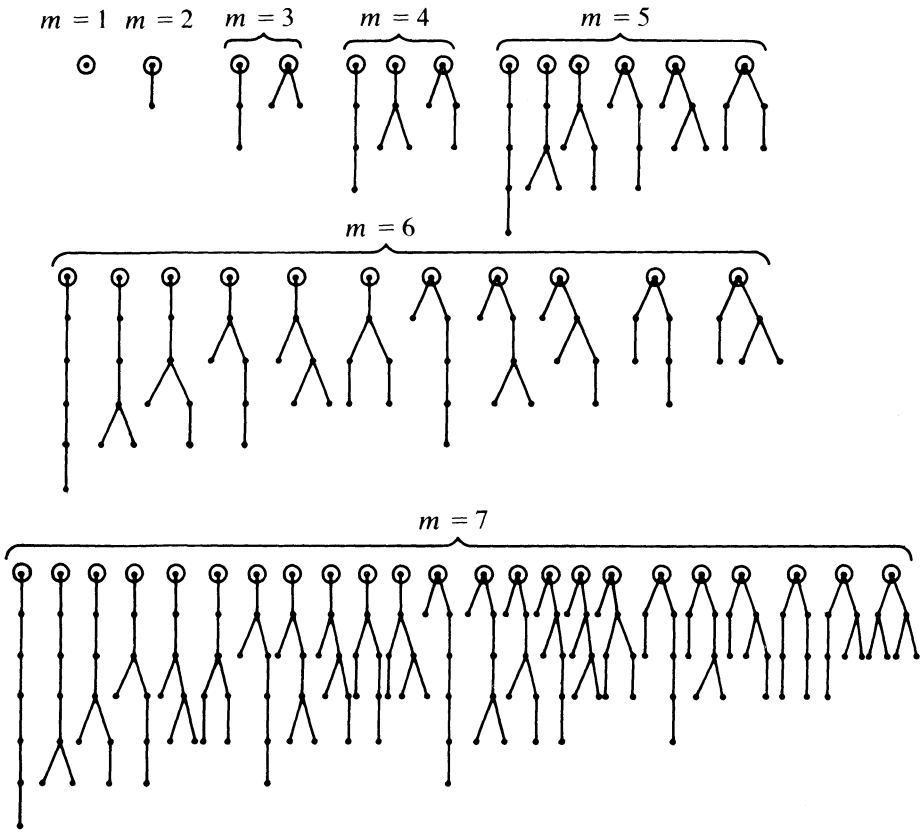 m = 1 m = 2 m = 3 m = 4 m = 5
m = 6
m = 7